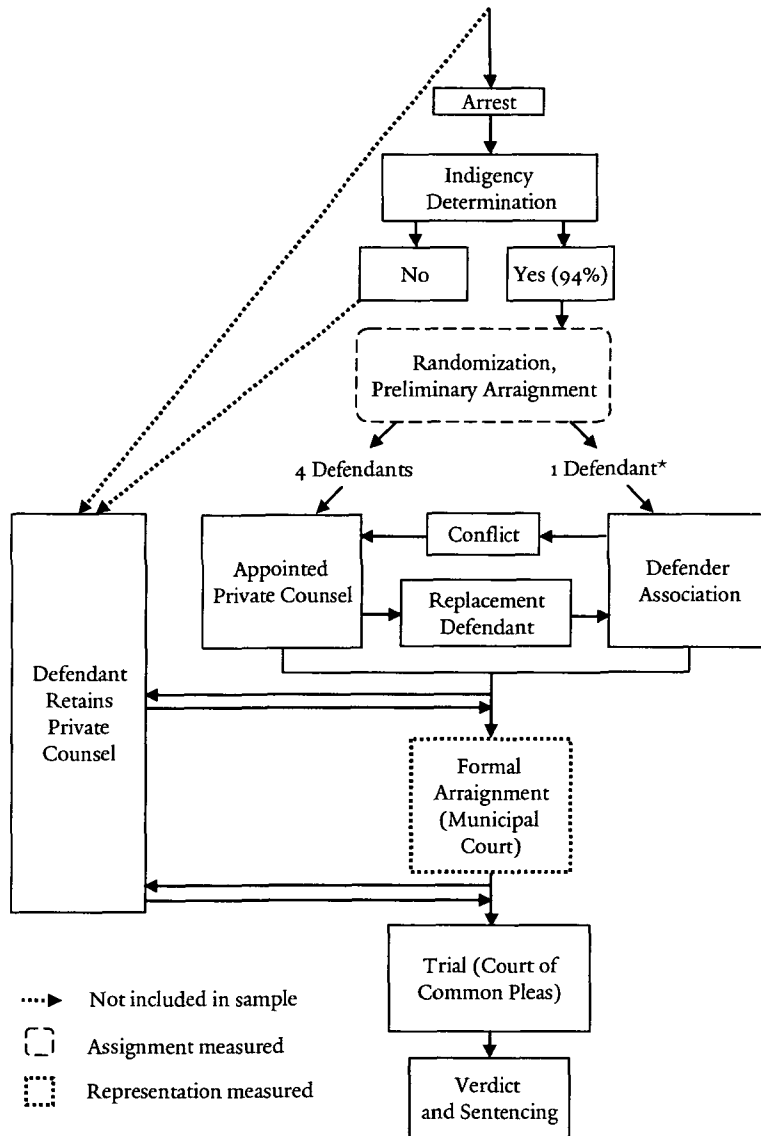 Arrest
Indigency
Determination
No
Yes (94%)
Randomization,
Preliminary Arraignment
4 Defendants
1 Defendant*
Conflict
Appointed
Private Counsel
Replacement
Defendant
Defender
Association
Defendant
Retains
Private
Counsel
Formal
Arraignment
(Municipal
Court)
Trial (Court of
Common Pleas)
Verdict
and Sentencing
Not included in sample
Assignment measured
Representation measured